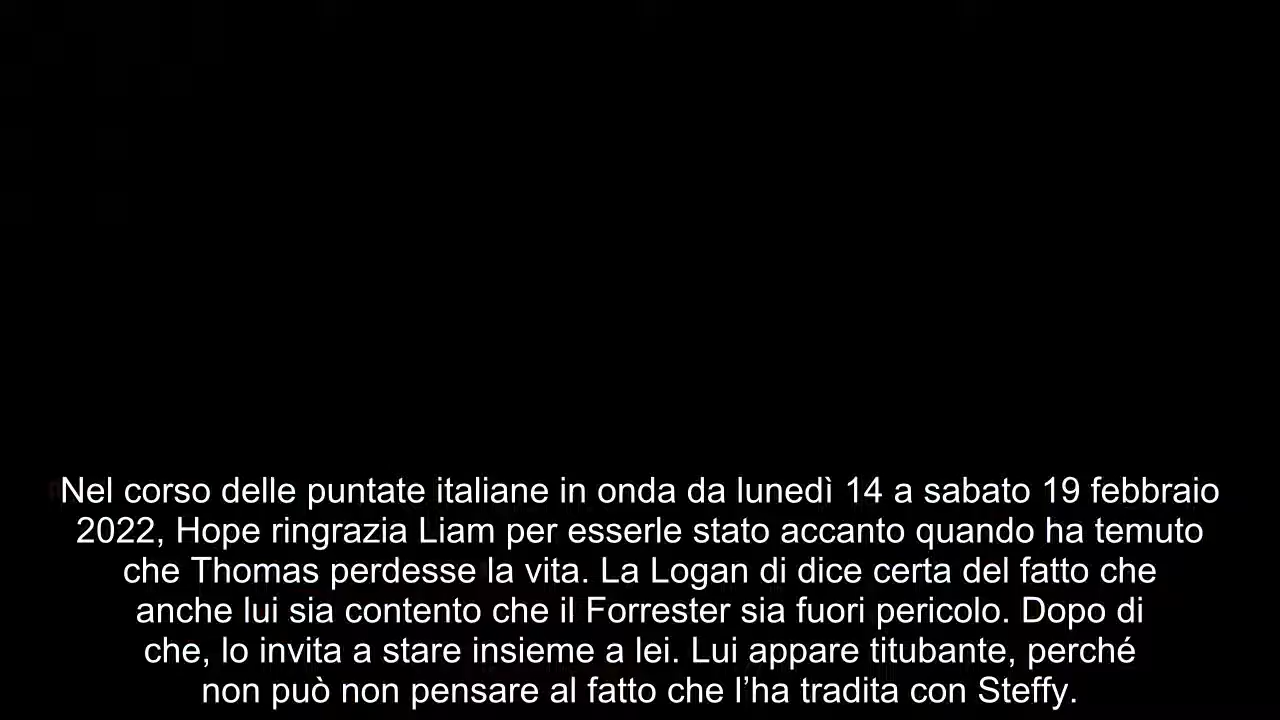 Nel corso delle puntate italiane in onda da lunedì 14 a sabato 19 febbraio
2022, Hope ringrazia Liam per esserle stato accanto quando ha temuto
che Thomas perdesse la vita. La Logan di dice certa del fatto che
anche lui sia contento che il Forrester sia fuori pericolo. Dopo di
che, lo invita a stare insieme a lei. Lui appare titubante, perché
non può non pensare al fatto che l’ha tradita con Steffy.